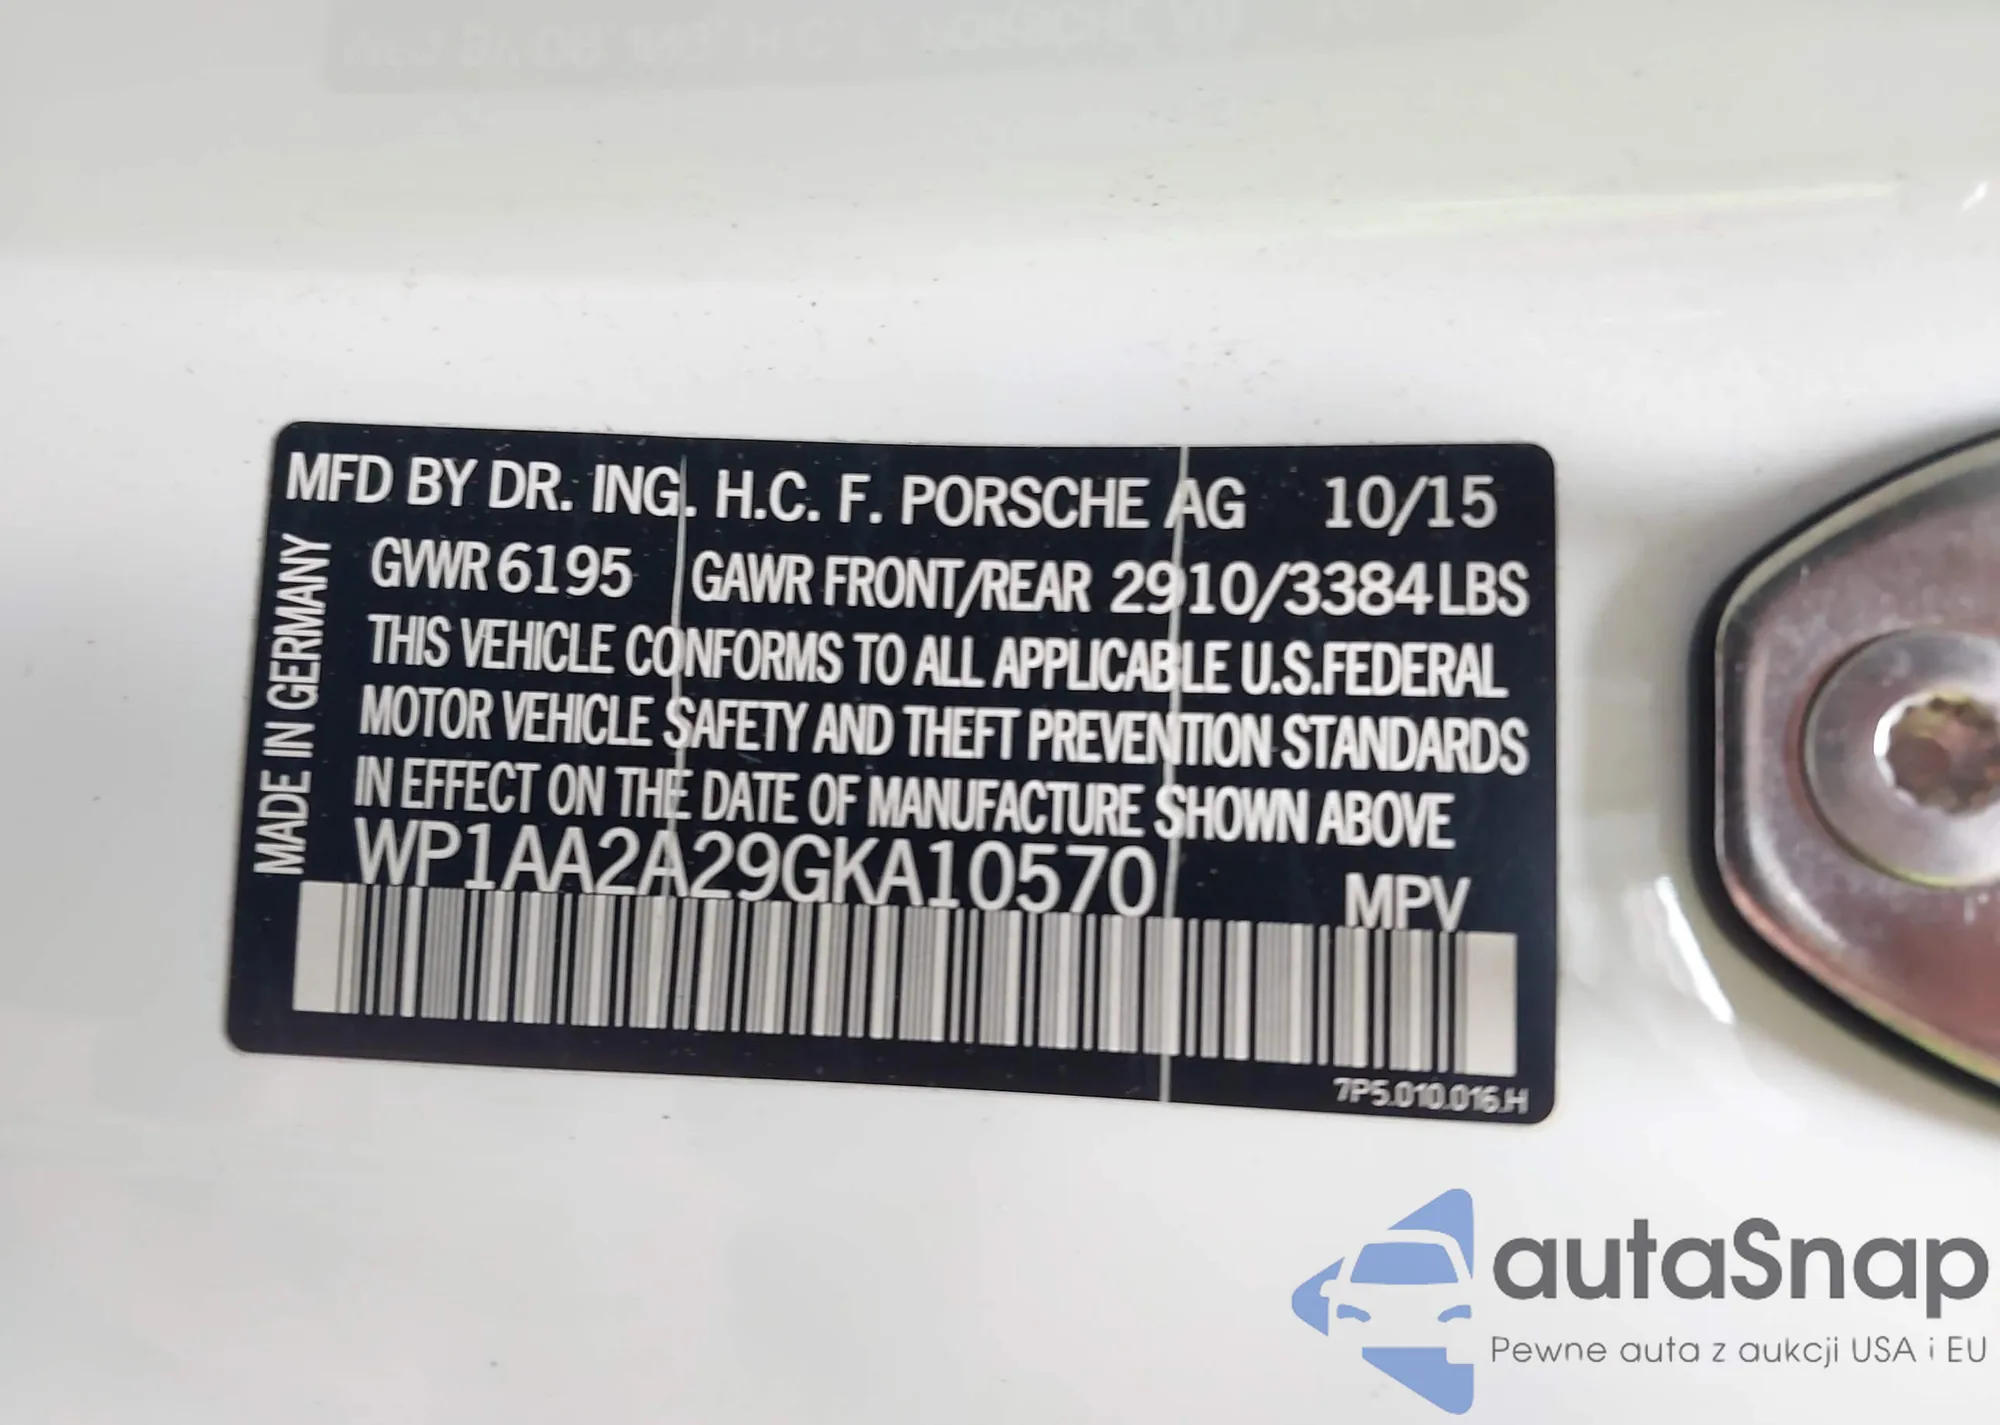 MFD BY DR. ING. H.C. F. PORSCHE AG 10/15
GVWR 6195 GAWR FRONT/REAR 2910/3384LBS
THIS VEHICLE CONFORMS TO ALL APPLICABLE U.S.FEDERAL
MOTOR VEHICLE SAFETY AND THEFT PREVENTION STANDARDS
IN EFFECT ON THE DATE OF MANUFACTURE SHOWN ABOVE
WP1AA2A29GKA10570 MPV
MADE IN GERMANY
7P5.010.016.H
autaSnap
Pewne auta z aukcji USA i EU